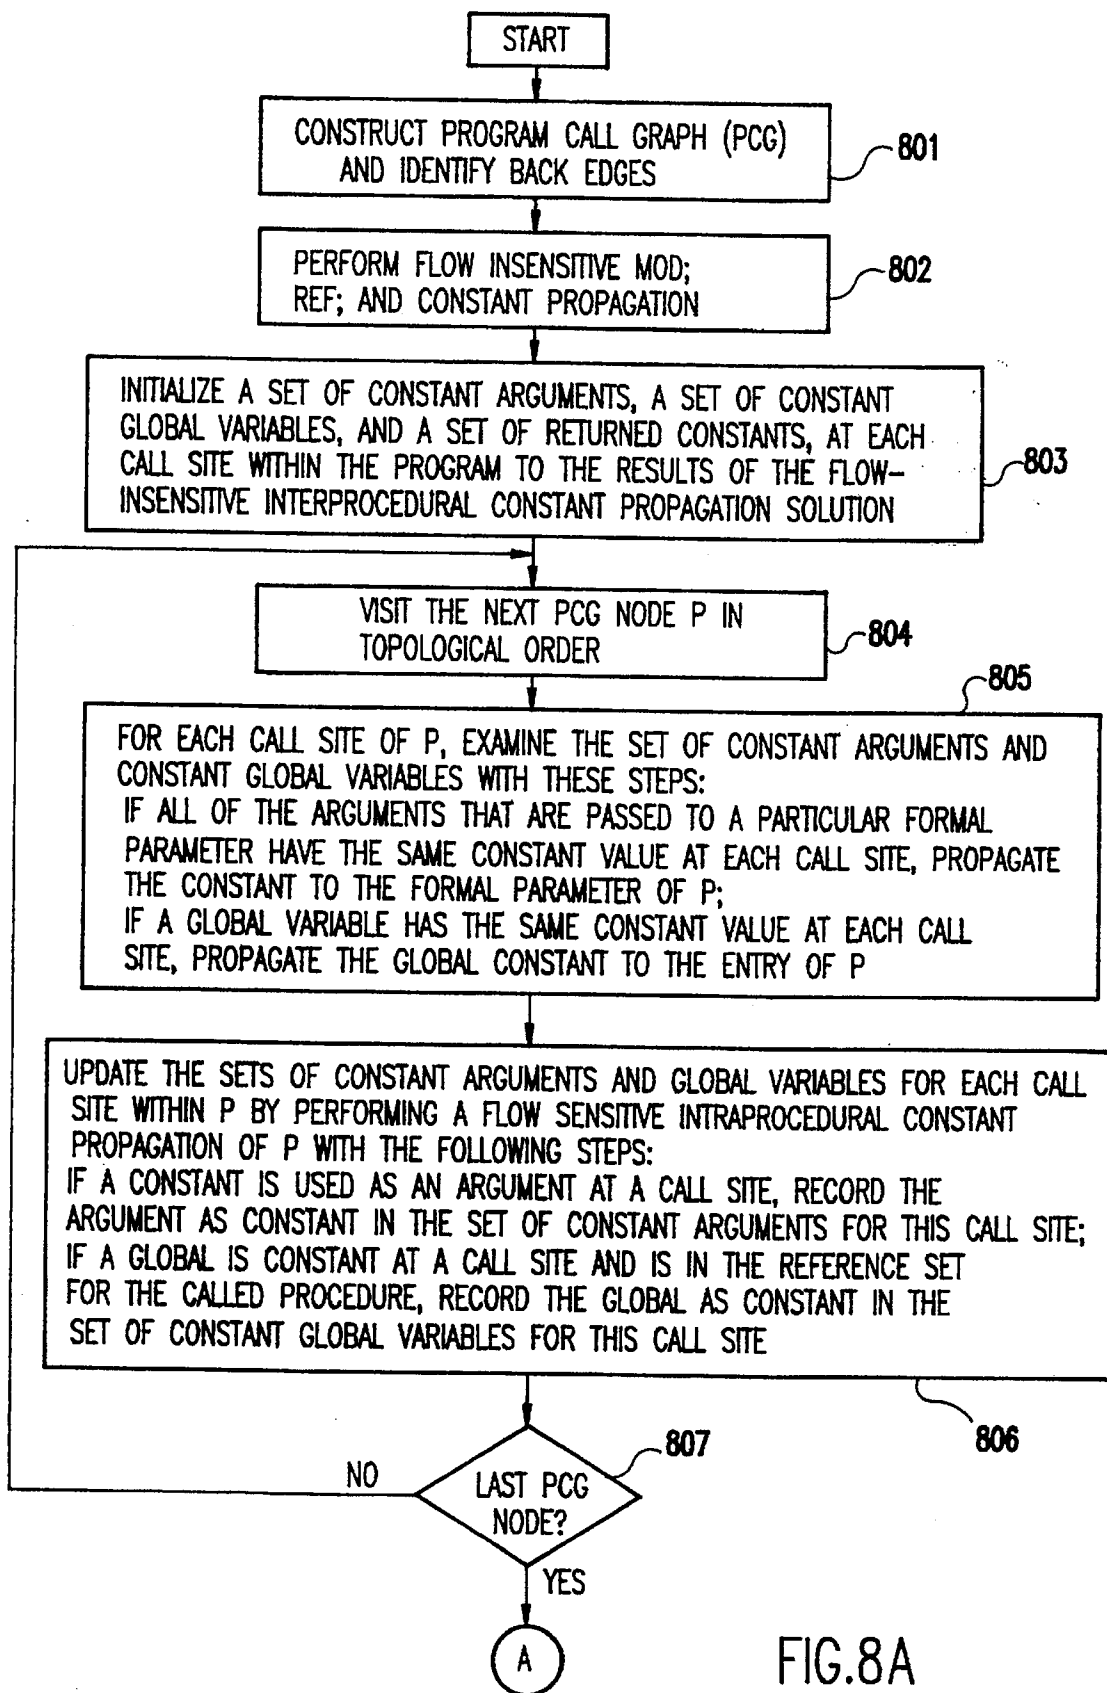 START
CONSTRUCT PROGRAM CALL GRAPH (PCG)
AND IDENTIFY BACK EDGES
801
PERFORM FLOW INSENSITIVE MOD;
REF; AND CONSTANT PROPAGATION
802
INITIALIZE A SET OF CONSTANT ARGUMENTS, A SET OF CONSTANT
GLOBAL VARIABLES, AND A SET OF RETURNED CONSTANTS, AT EACH
CALL SITE WITHIN THE PROGRAM TO THE RESULTS OF THE FLOW-
INSENSITIVE INTERPROCEDURAL CONSTANT PROPAGATION SOLUTION
803
VISIT THE NEXT PCG NODE P IN
TOPOLOGICAL ORDER
804
805
FOR EACH CALL SITE OF P, EXAMINE THE SET OF CONSTANT ARGUMENTS AND
CONSTANT GLOBAL VARIABLES WITH THESE STEPS:
IF ALL OF THE ARGUMENTS THAT ARE PASSED TO A PARTICULAR FORMAL
PARAMETER HAVE THE SAME CONSTANT VALUE AT EACH CALL SITE, PROPAGATE
THE CONSTANT TO THE FORMAL PARAMETER OF P;
IF A GLOBAL VARIABLE HAS THE SAME CONSTANT VALUE AT EACH CALL
SITE, PROPAGATE THE GLOBAL CONSTANT TO THE ENTRY OF P
UPDATE THE SETS OF CONSTANT ARGUMENTS AND GLOBAL VARIABLES FOR EACH CALL
SITE WITHIN P BY PERFORMING A FLOW SENSITIVE INTRAPROCEDURAL CONSTANT
PROPAGATION OF P WITH THE FOLLOWING STEPS:
IF A CONSTANT IS USED AS AN ARGUMENT AT A CALL SITE, RECORD THE
ARGUMENT AS CONSTANT IN THE SET OF CONSTANT ARGUMENTS FOR THIS CALL SITE;
IF A GLOBAL IS CONSTANT AT A CALL SITE AND IS IN THE REFERENCE SET
FOR THE CALLED PROCEDURE, RECORD THE GLOBAL AS CONSTANT IN THE
SET OF CONSTANT GLOBAL VARIABLES FOR THIS CALL SITE
806
807
NO
LAST PCG
NODE?
YES
A
FIG.8A